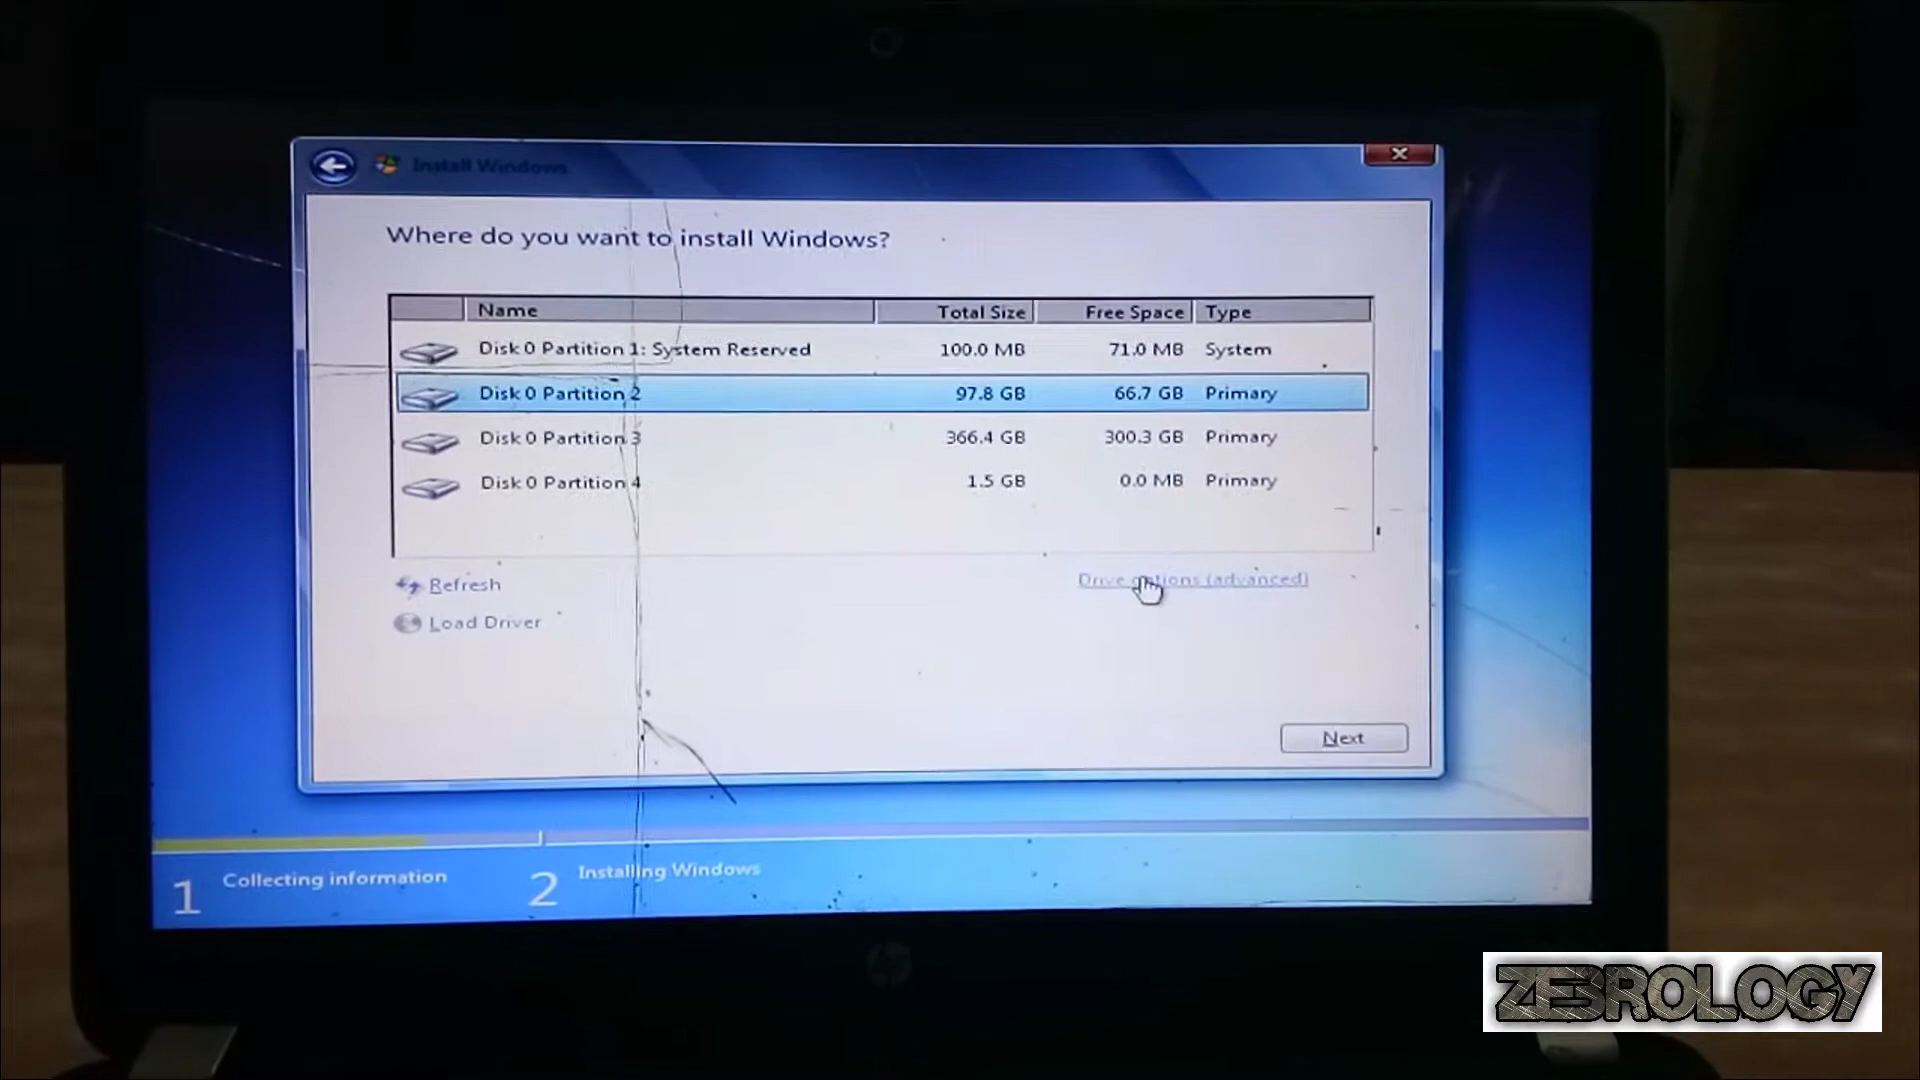 Install Windows
Where do you want to install Windows?
Name Total Size Free Space Type
Disk 0 Partition 1: System Reserved 100.0 MB 71.0 MB System
Disk 0 Partition 2 97.8 GB 66.7 GB Primary
Disk 0 Partition 3 366.4 GB 300.3 GB Primary
Disk 0 Partition 4 1.5 GB 0.0 MB Primary
Refresh
Drive options (advanced)
Load Driver
Next
1 Collecting information
2 Installing Windows
hp
ZEBROLOGY